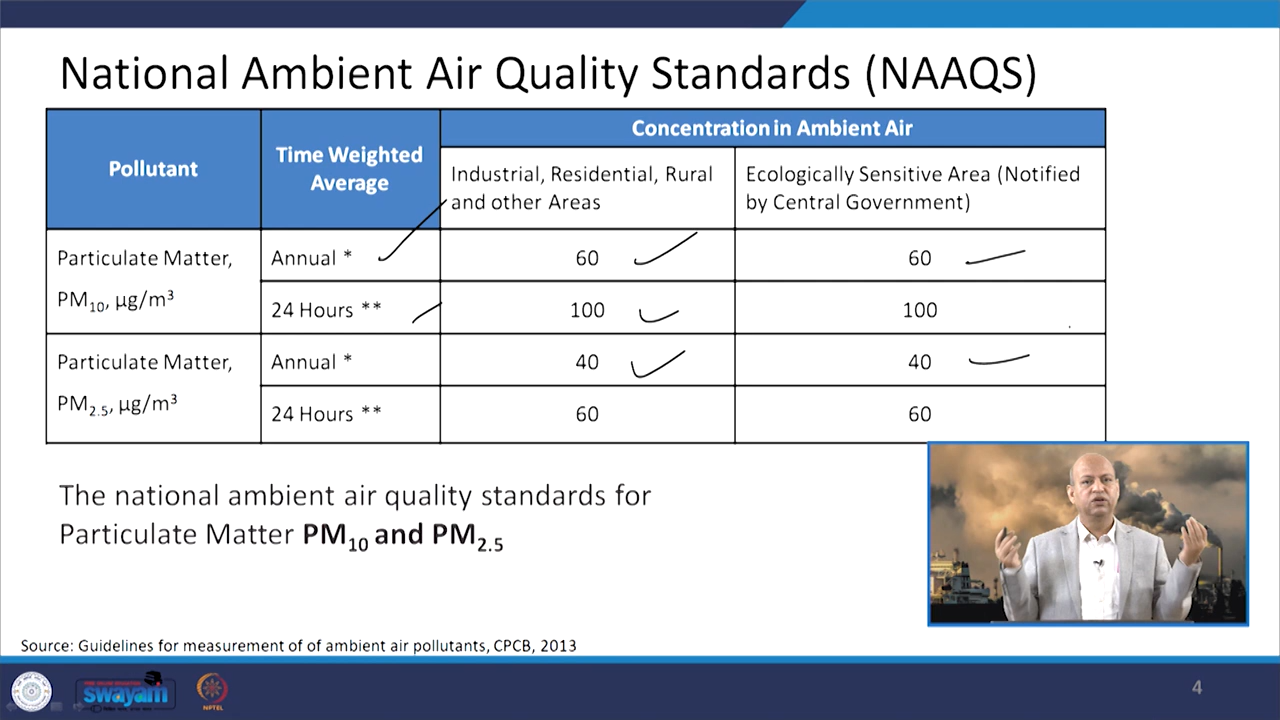 National Ambient Air Quality Standards (NAAQS)
Pollutant
Time Weighted
Average
Concentration in Ambient Air
Industrial, Residential, Rural
and other Areas
Ecologically Sensitive Area (Notified
by Central Government)
Particulate Matter,
PM10, µg/m3
Annual *
60
60
24 Hours **
100
100
Particulate Matter,
PM2.5, µg/m3
Annual *
40
40
24 Hours **
60
60
The national ambient air quality standards for
Particulate Matter PM10 and PM2.5
Source: Guidelines for measurement of of ambient air pollutants, CPCB, 2013
swayam
NPTEL
4